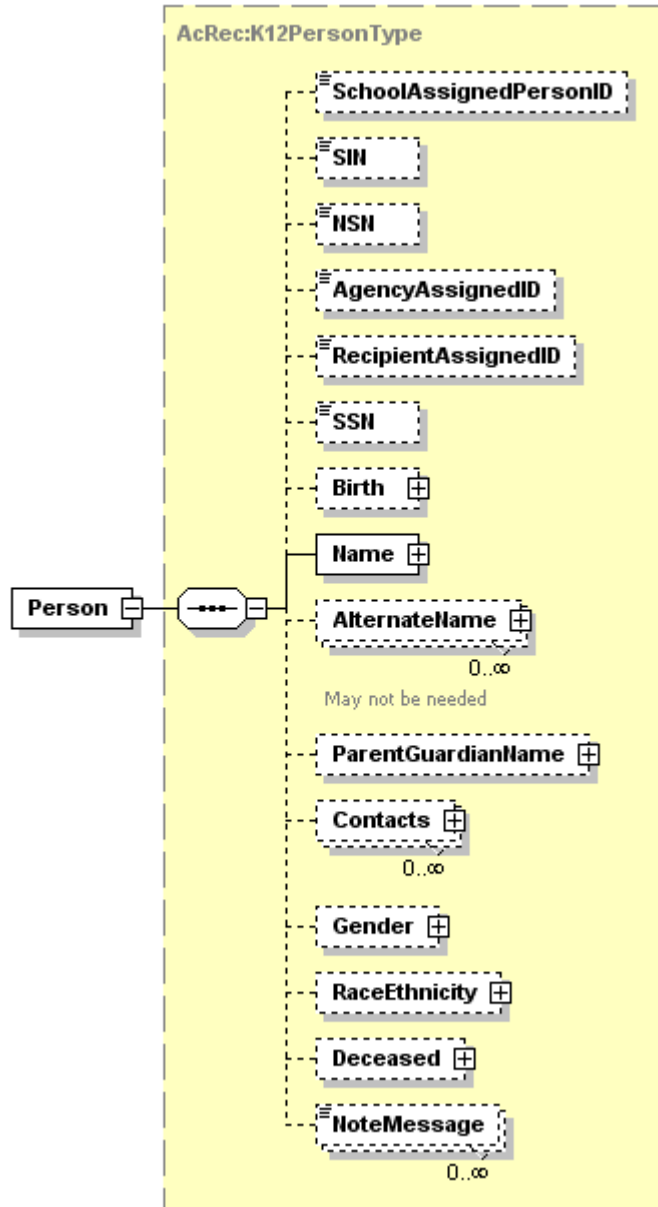 AcRec:K12PersonType
SchoolAssignedPersonID
SIN
NSN
AgencyAssignedID
RecipientAssignedID
SSN
Birth
Name
Person
AlternateName
0..∞
May not be needed
ParentGuardianName
Contacts
0..∞
Gender
RaceEthnicity
Deceased
NoteMessage
0..∞